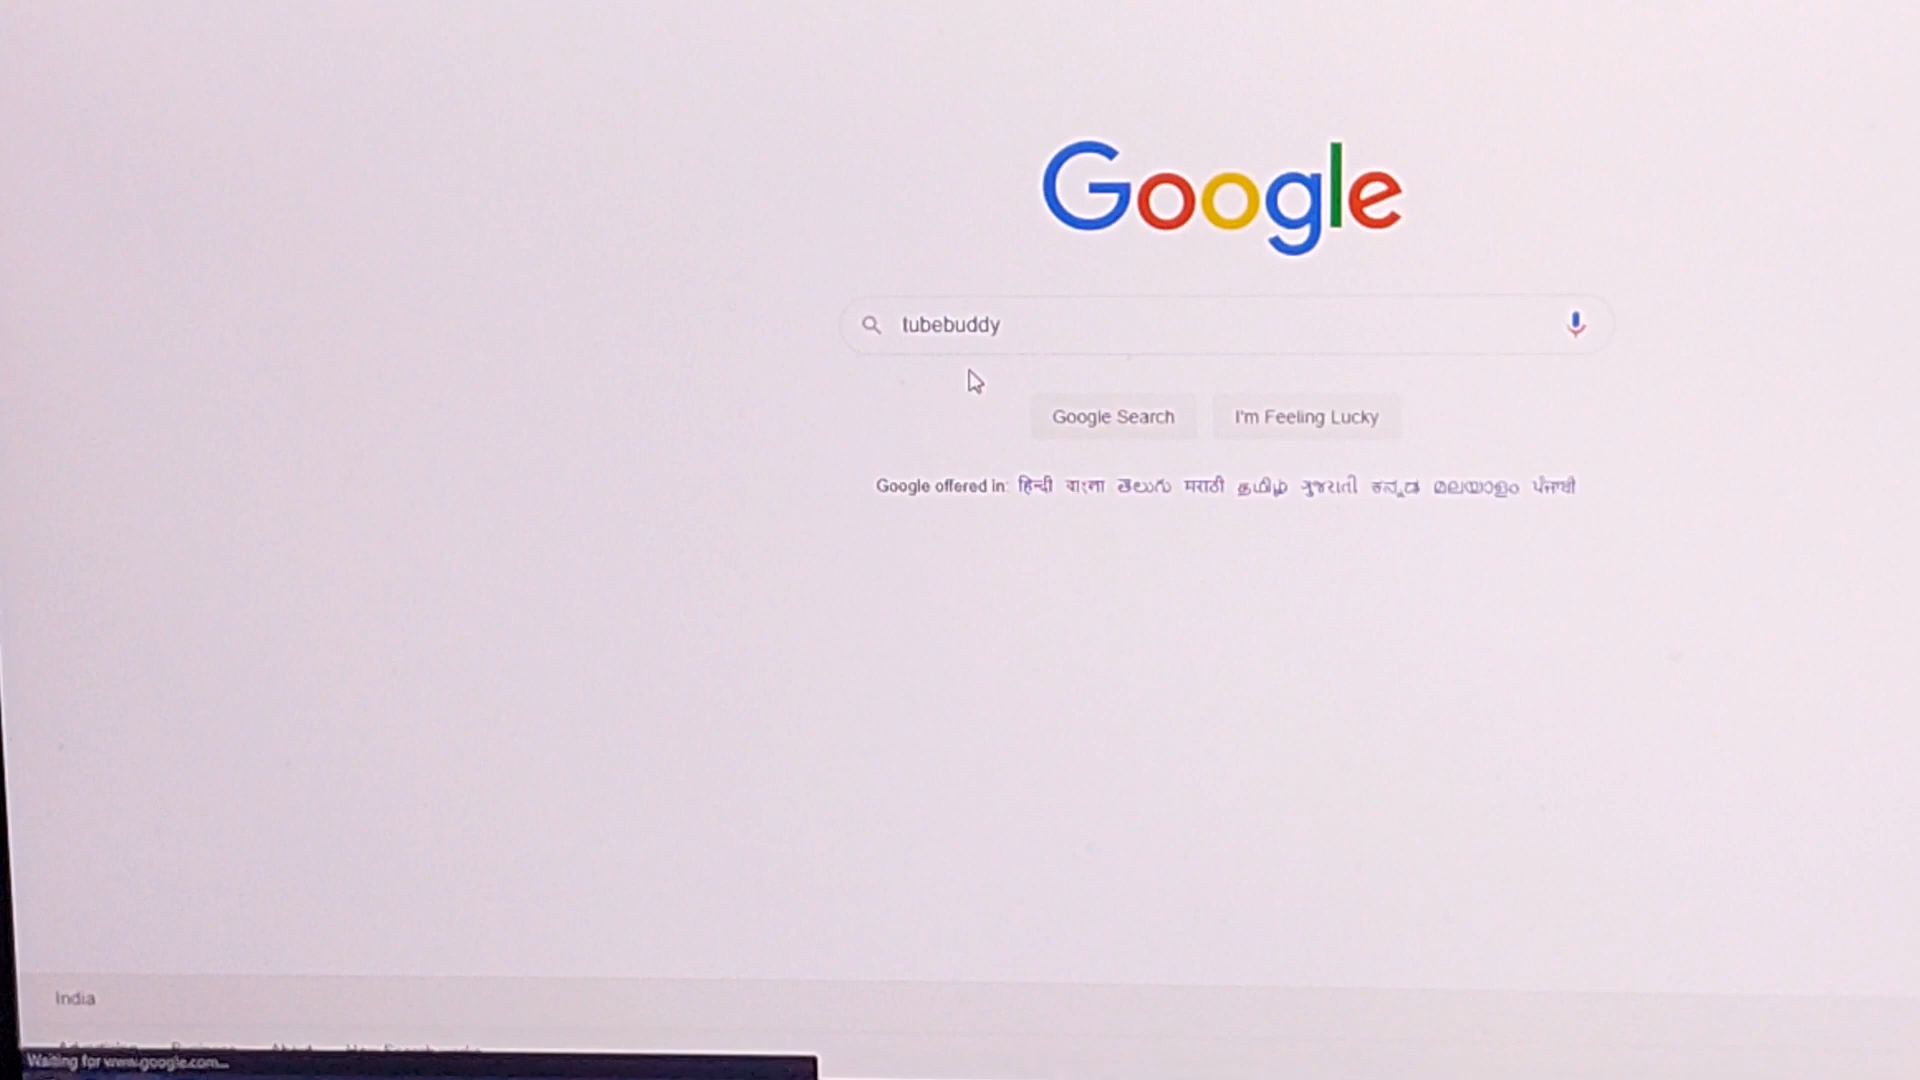 Google
tubebuddy
Google Search I'm Feeling Lucky
Google offered in: हिन्दी বাংলা తెలుగు मराठी தமிழ் ગુજરાતી ಕನ್ನಡ മലയാളം ਪੰਜਾਬੀ
India
Waiting for www.google.com...